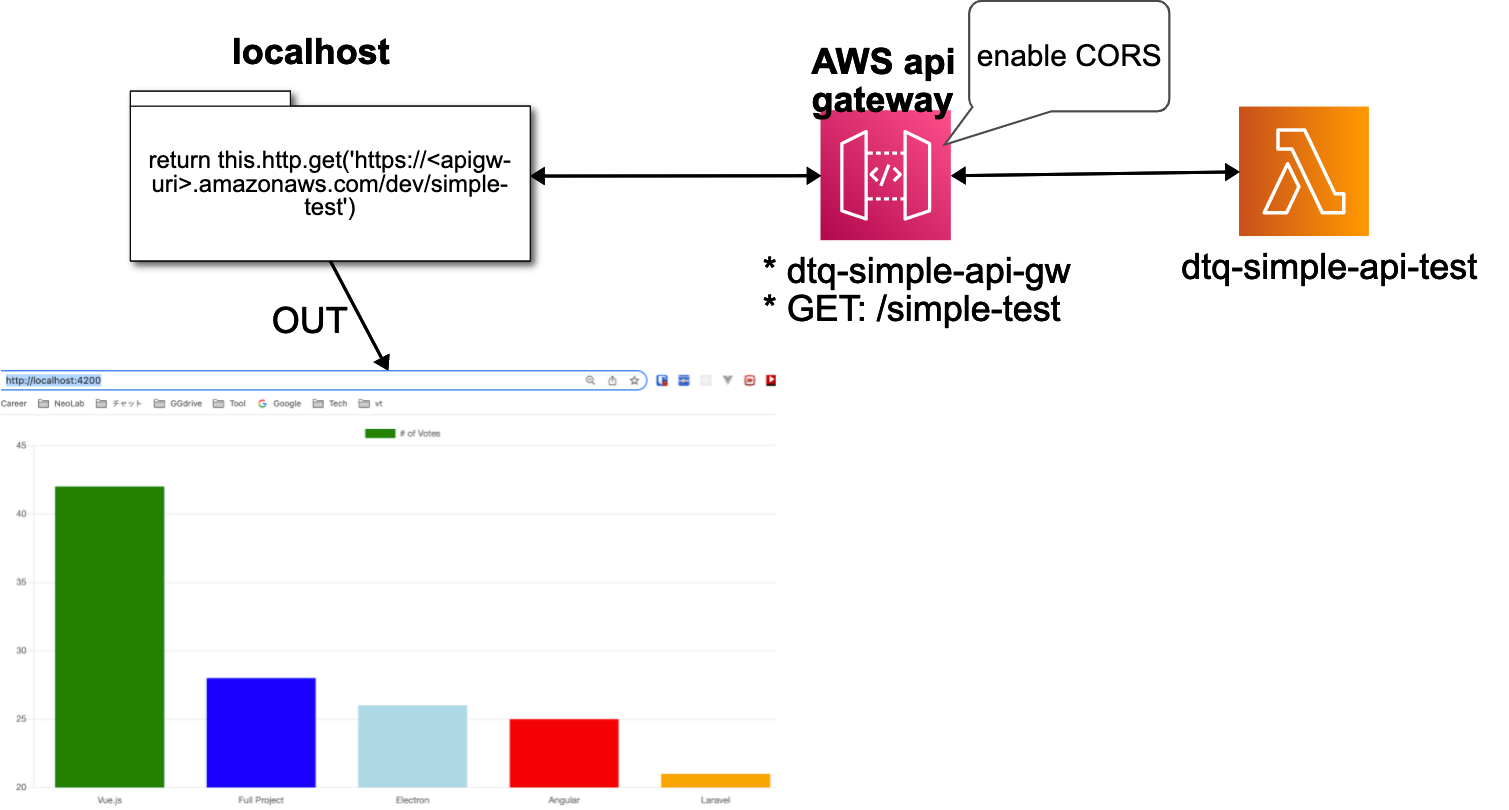 localhost
AWS api
gateway
enable CORS
return this.http.get('https://<apigw-
uri>.amazonaws.com/dev/simple-
test')
* dtq-simple-api-gw
* GET: /simple-test
dtq-simple-api-test
OUT
http://localhost:4200
Career NeoLab チャット GGdrive Tool Google Tech vt
# of Votes
45
40
35
30
25
20
Vue.js Full Project Electron Angular Laravel